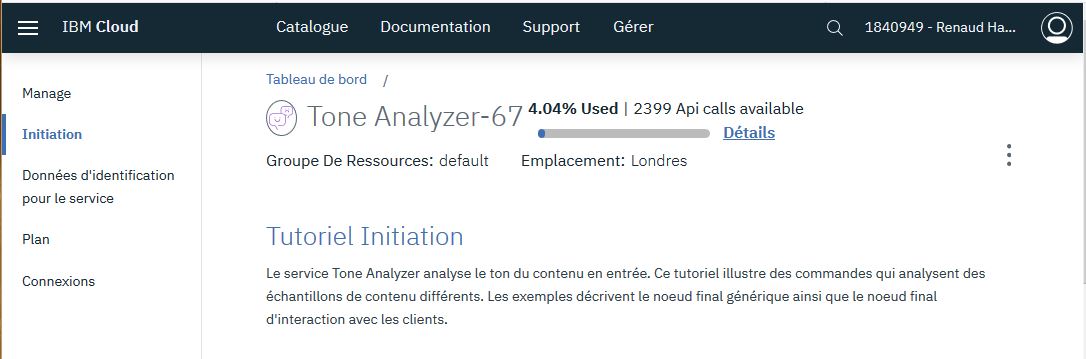 IBM Cloud Catalogue Documentation Support Gérer 1840949 - Renaud Ha...
Manage
Initiation
Données d'identification
pour le service
Plan
Connexions
Tableau de bord /
Tone Analyzer-67 4.04% Used | 2399 Api calls available
Détails
Groupe De Ressources: default Emplacement: Londres
Tutoriel Initiation
Le service Tone Analyzer analyse le ton du contenu en entrée. Ce tutoriel illustre des commandes qui analysent des
échantillons de contenu différents. Les exemples décrivent le noeud final générique ainsi que le noeud final
d'interaction avec les clients.